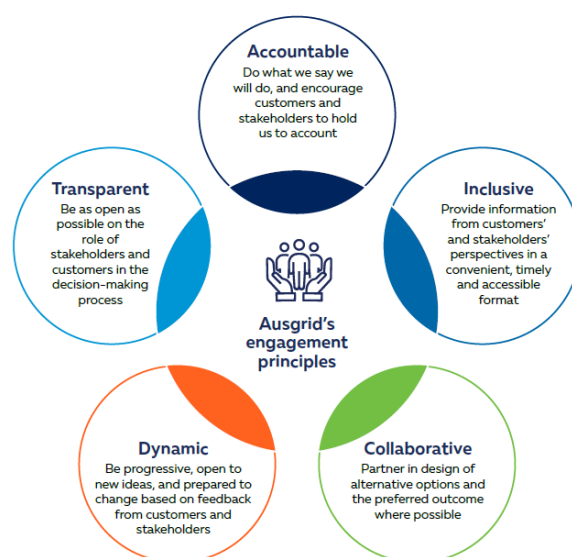 Accountable
Do what we say we
will do, and encourage
customers and
stakeholders to hold
us to account
Transparent
Be as open as
possible on the
role of
stakeholders and
customers in the
decision-making
process
Inclusive
Provide information
from customers'
and stakeholders'
perspectives in a
convenient, timely
and accessible
format
Ausgrid's
engagement
principles
Dynamic
Be progressive, open to
new ideas, and prepared to
change based on feedback
from customers and
stakeholders
Collaborative
Partner in design of
alternative options and
the preferred outcome
where possible